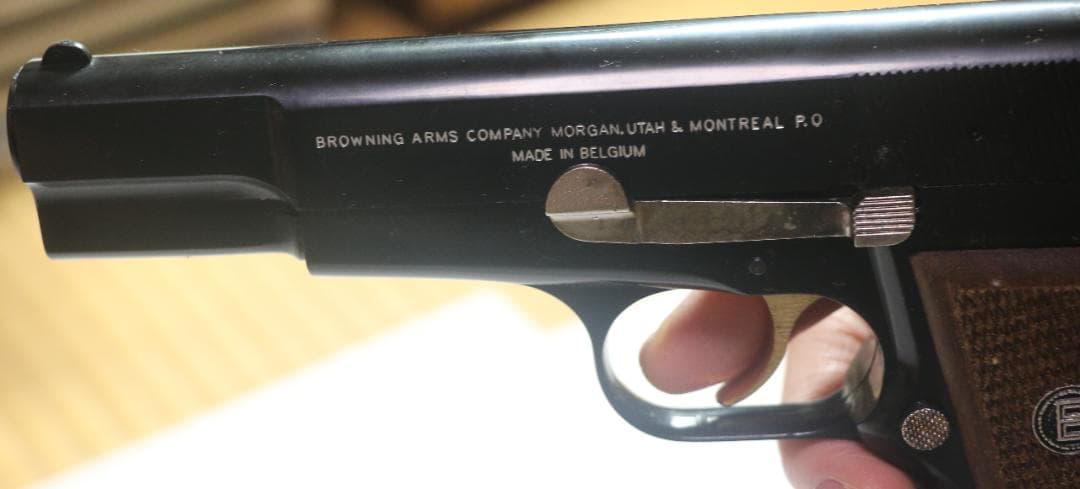 BROWNING ARMS COMPANY MORGAN, UTAH & MONTREAL P.Q
MADE IN BELGIUM
B